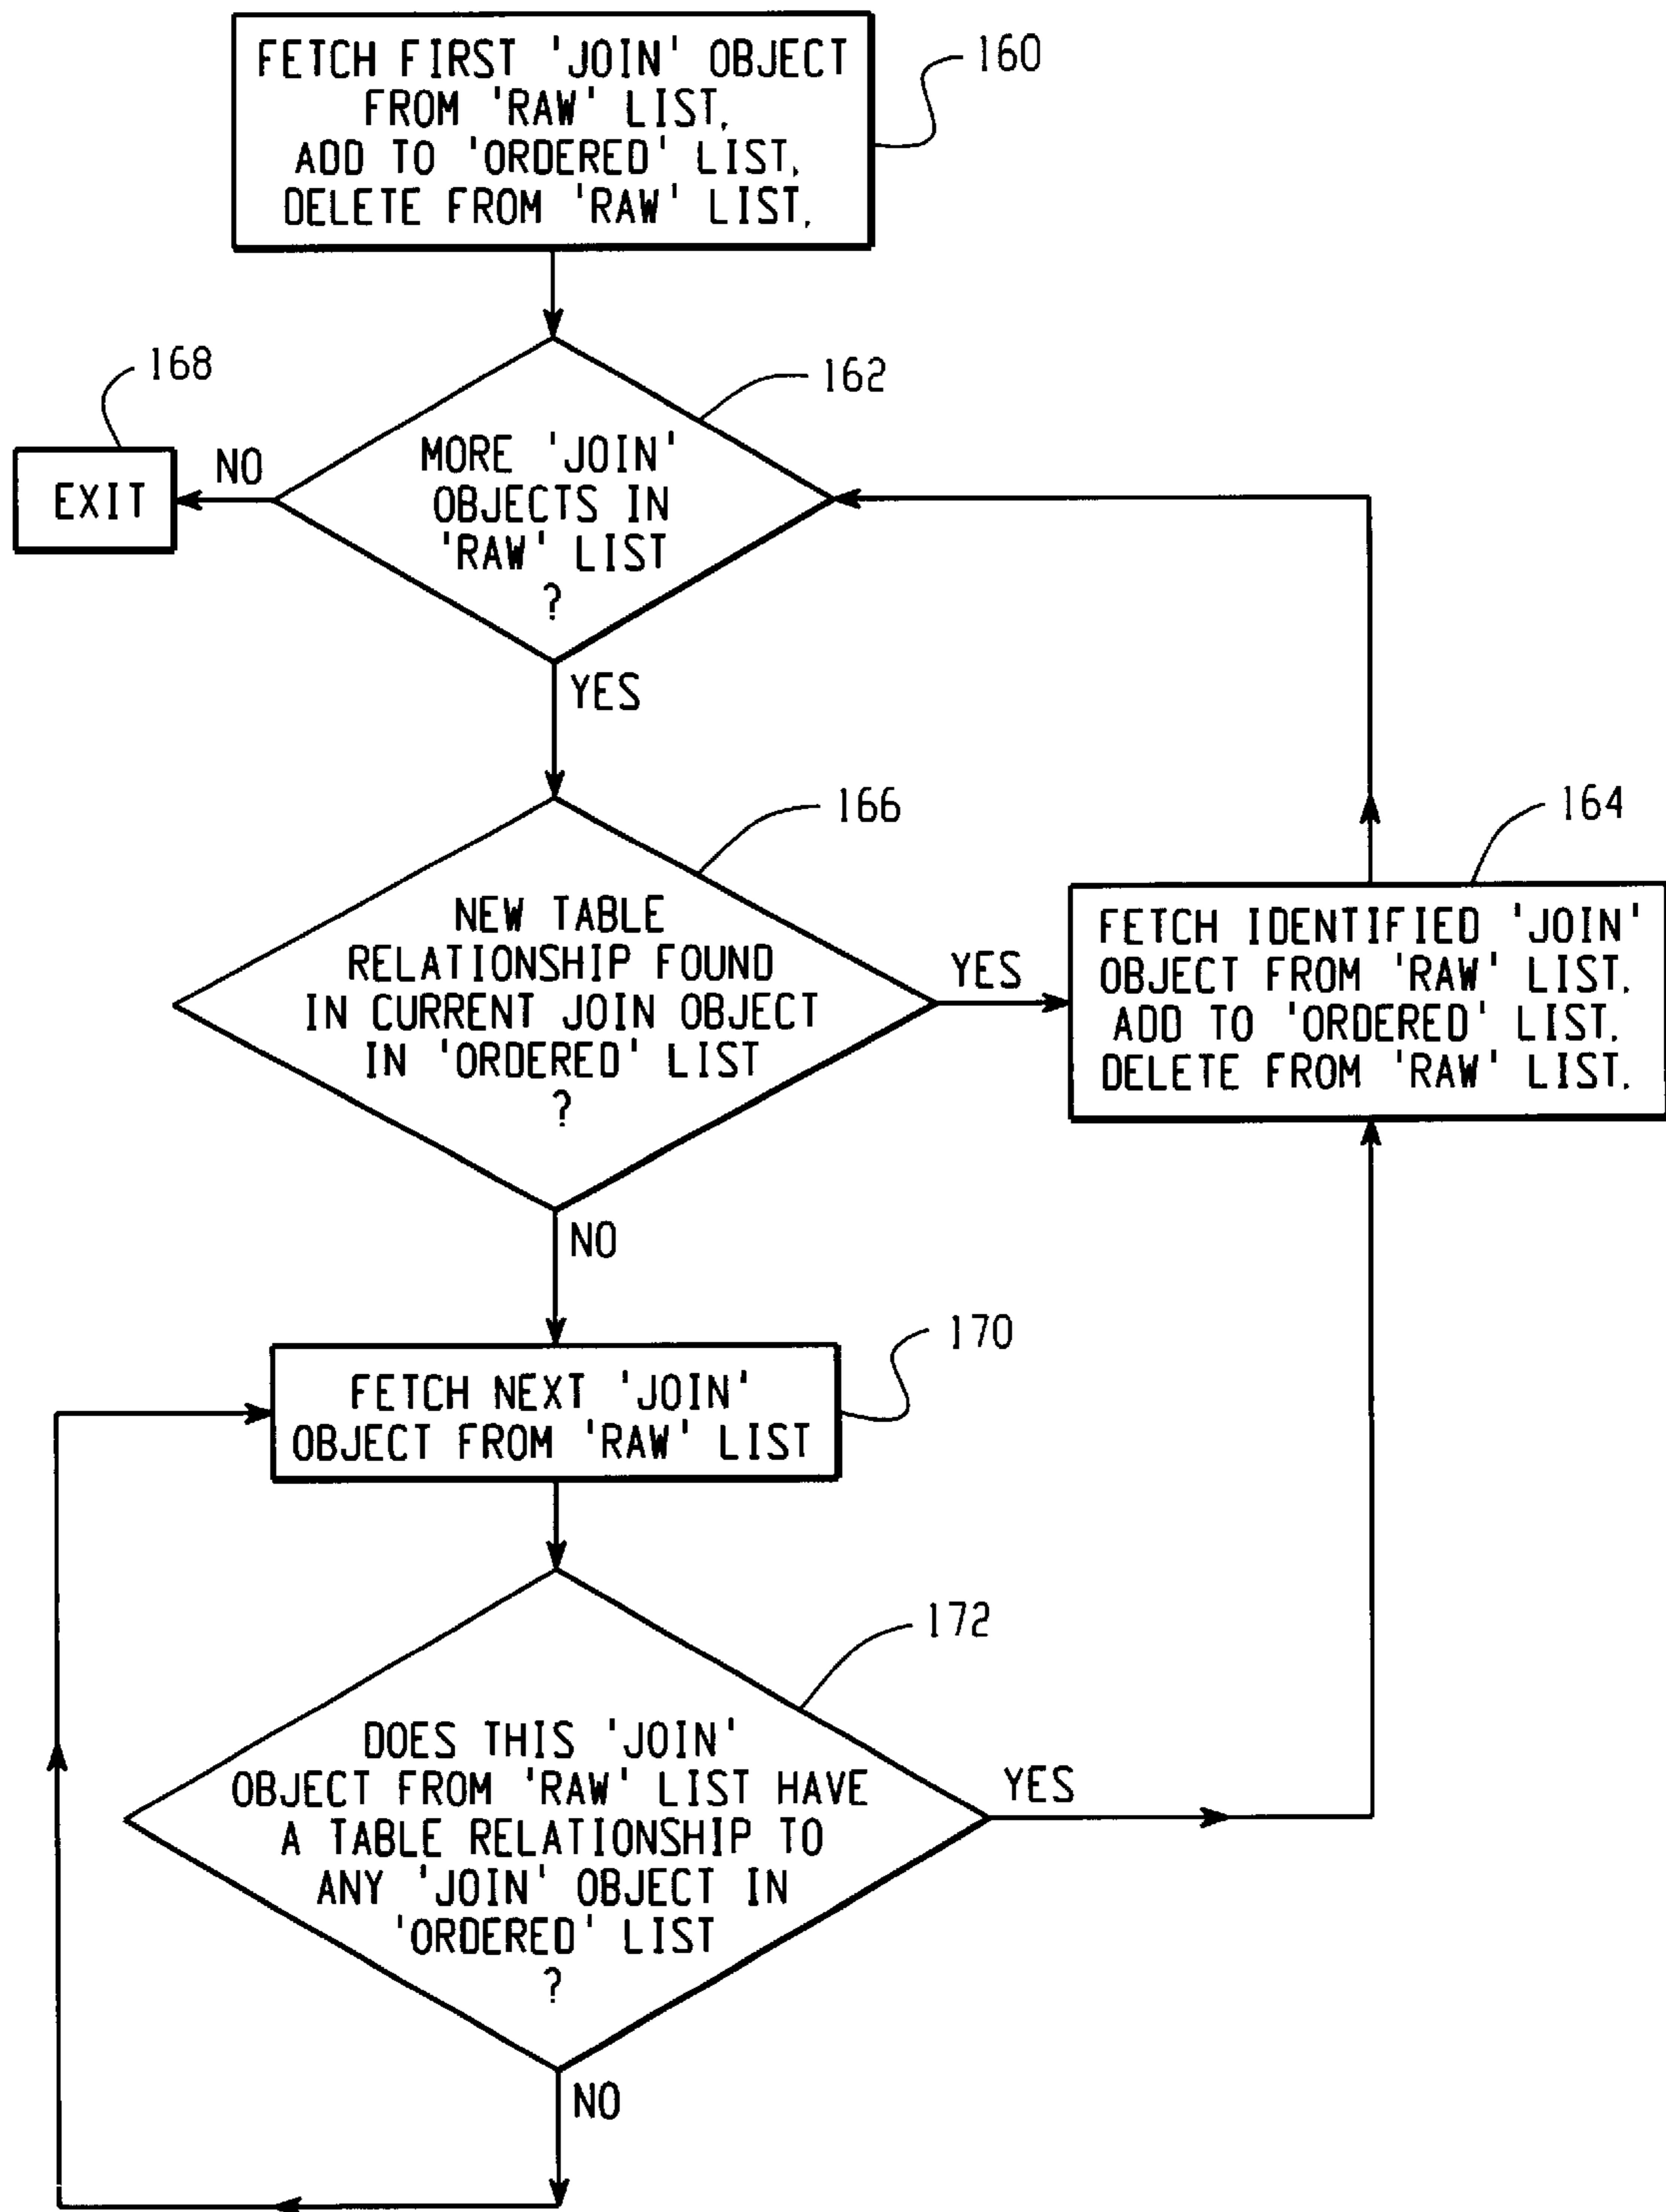 FETCH FIRST 'JOIN' OBJECT
FROM 'RAW' LIST,
ADD TO 'ORDERED' LIST,
DELETE FROM 'RAW' LIST,
160
168
162
MORE 'JOIN'
OBJECTS IN
'RAW' LIST
?
NO
EXIT
YES
166
164
NEW TABLE
RELATIONSHIP FOUND
IN CURRENT JOIN OBJECT
IN 'ORDERED' LIST
?
YES
FETCH IDENTIFIED 'JOIN'
OBJECT FROM 'RAW' LIST.
ADD TO 'ORDERED' LIST.
DELETE FROM 'RAW' LIST.
NO
170
FETCH NEXT 'JOIN'
OBJECT FROM 'RAW' LIST
172
DOES THIS 'JOIN'
OBJECT FROM 'RAW' LIST HAVE
A TABLE RELATIONSHIP TO
ANY 'JOIN' OBJECT IN
'ORDERED' LIST
?
YES
NO